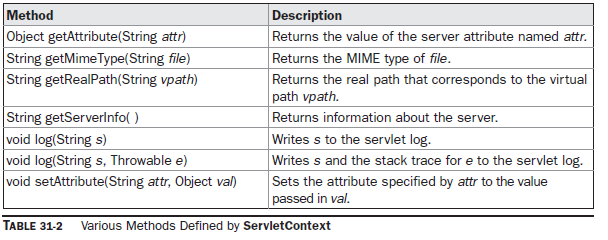 Method Description
Object getAttribute(String attr) Returns the value of the server attribute named attr.
String getMimeType(String file) Returns the MIME type of file.
String getRealPath(String vpath) Returns the real path that corresponds to the virtual
path vpath.
String getServerInfo( ) Returns information about the server.
void log(String s) Writes s to the servlet log.
void log(String s, Throwable e) Writes s and the stack trace for e to the servlet log.
void setAttribute(String attr, Object val) Sets the attribute specified by attr to the value
passed in val.
TABLE 31-2 Various Methods Defined by ServletContext